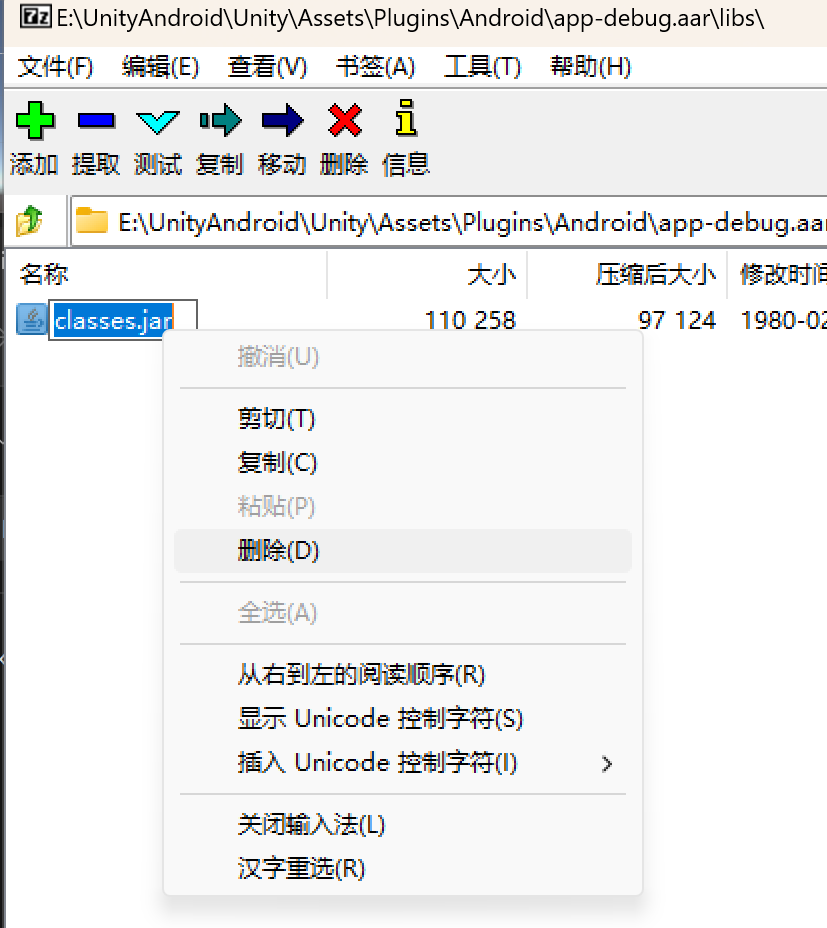 E:\UnityAndroid\Unity\Assets\Plugins\Android\app-debug.aar\libs\
文件(F) 编辑(E) 查看(V) 书签(A) 工具(T) 帮助(H)
添加 提取 测试 复制 移动 删除 信息
E:\UnityAndroid\Unity\Assets\Plugins\Android\app-debug.aar
名称 大小 压缩后大小 修改时间
classes.jar 110 258 97 124 1980-02
撤消(U)
剪切(T)
复制(C)
粘贴(P)
删除(D)
全选(A)
从右到左的阅读顺序(R)
显示 Unicode 控制字符(S)
插入 Unicode 控制字符(I)
关闭输入法(L)
汉字重选(R)